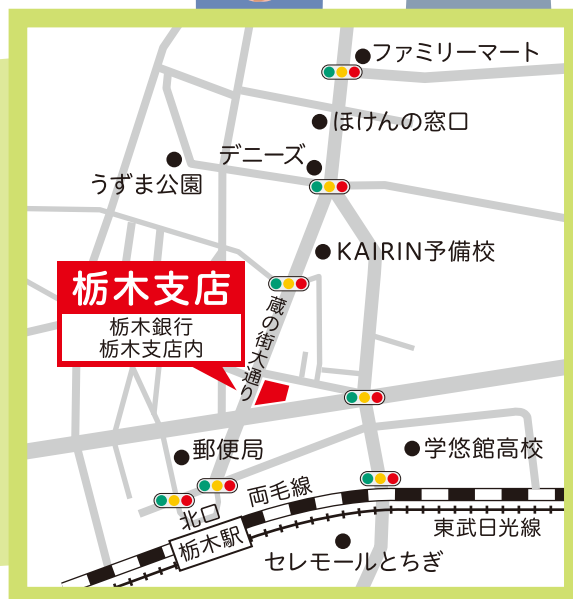 ファミリーマート
ほけんの窓口
デニーズ
うずま公園
KAIRIN予備校
栃木支店
栃木銀行
栃木支店内
蔵の街大通り
郵便局
学悠館高校
両毛線
北口
栃木駅
東武日光線
セレモールとちぎ